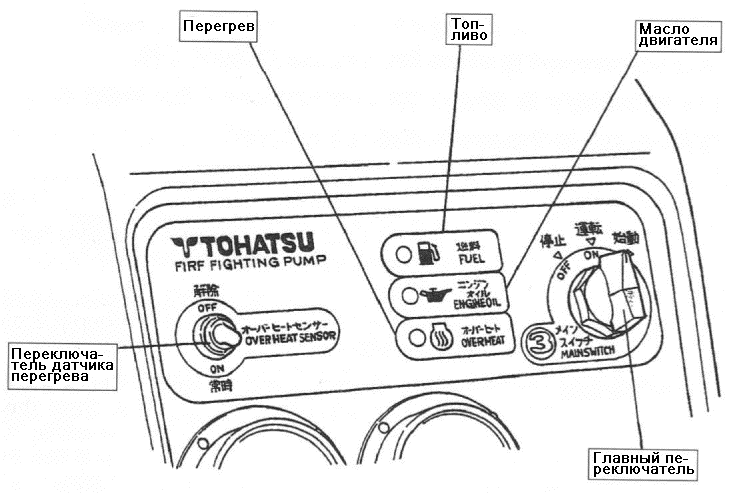 Перегрев
Топ-
ливо
Масло
двигателя
TOHATSU
FIRF FIGHTING PUMP
解除
OFF
オーバーヒートセンサー
OVERHEAT SENSOR
ON
常時
燃料
FUEL
エンジン
オイル
ENGINE OIL
オーバーヒート
OVERHEAT
停止
運転
始動
OFF
ON
3
メイン
スイッチ
MAIN SWITCH
Переключа-
тель датчика
перегрева
Главный пе-
реключатель